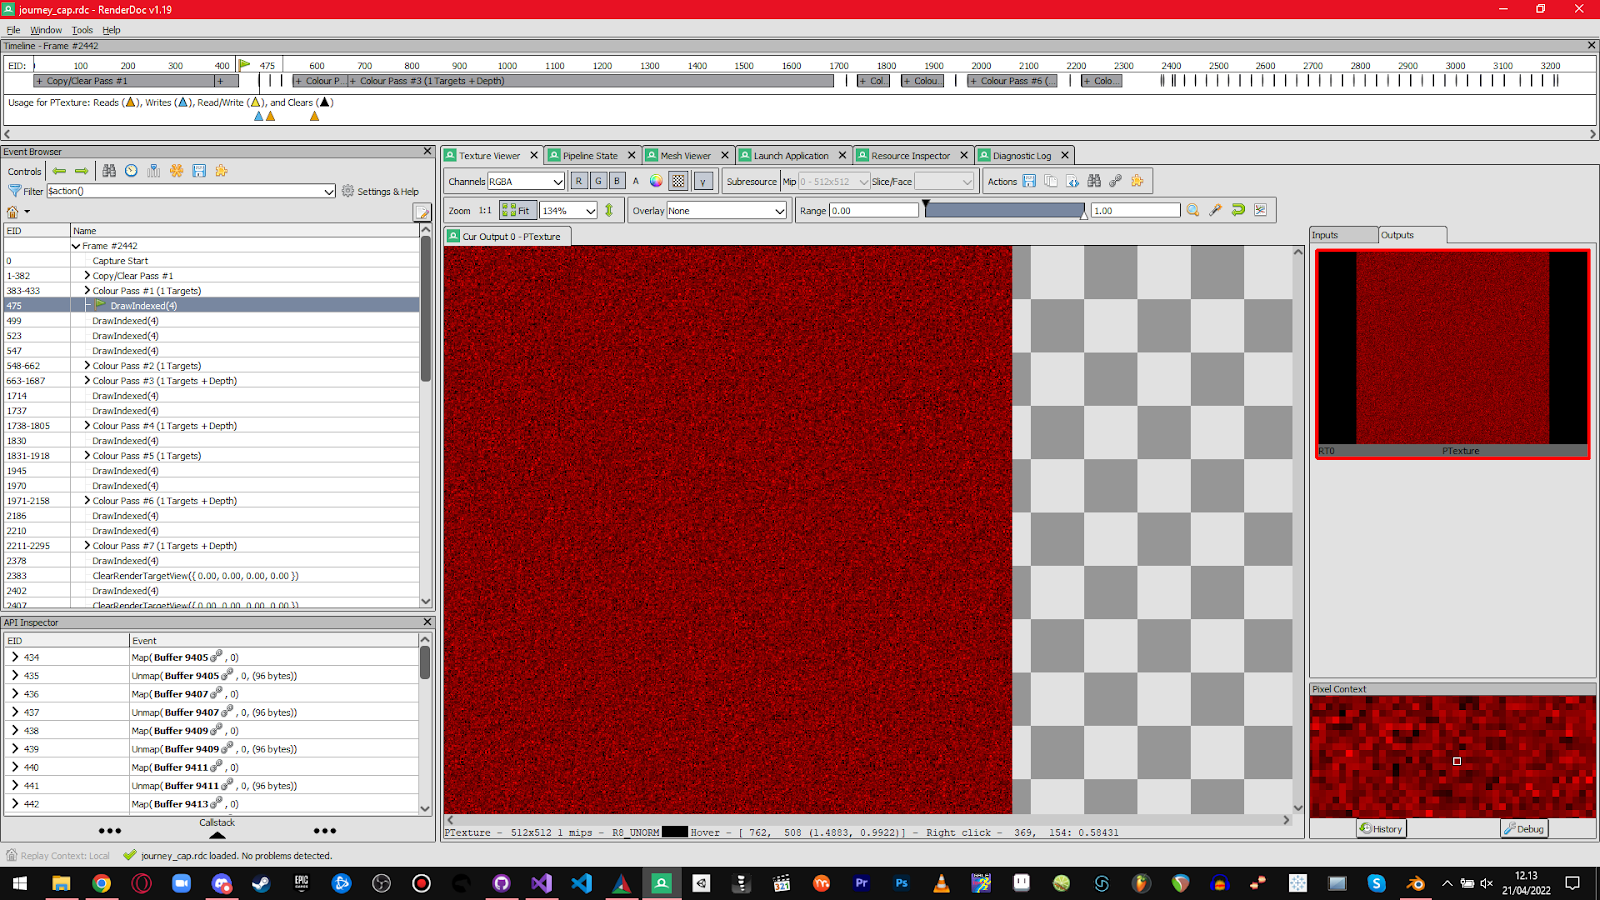 journey_cap.rdc - RenderDoc v1.19
File Window Tools Help
Timeline - Frame #2442
EID: 0 100 200 300 400 475 600 700 800 900 1000 1100 1200 1300 1400 1500 1600 1700 1800 1900 2000 2100 2200 2300 2400 2500 2600 2700 2800 2900 3000 3100 3200
+ Copy/Clear Pass #1 + + Colour P... + Colour Pass #3 (1 Targets + Depth) + Col... + Colou... + Colour Pass #6 (... + Colo...
Usage for PTexture: Reads ( ), Writes ( ), Read/Write ( ), and Clears ( )
Event Browser
Controls
Filter $action() Settings & Help
EID Name
Frame #2442
0 Capture Start
1-382 Copy/Clear Pass #1
383-433 Colour Pass #1 (1 Targets)
475 DrawIndexed(4)
499 DrawIndexed(4)
523 DrawIndexed(4)
547 DrawIndexed(4)
548-662 Colour Pass #2 (1 Targets)
663-1687 Colour Pass #3 (1 Targets + Depth)
1714 DrawIndexed(4)
1737 DrawIndexed(4)
1738-1805 Colour Pass #4 (1 Targets + Depth)
1830 DrawIndexed(4)
1831-1918 Colour Pass #5 (1 Targets)
1945 DrawIndexed(4)
1970 DrawIndexed(4)
1971-2158 Colour Pass #6 (1 Targets + Depth)
2186 DrawIndexed(4)
2210 DrawIndexed(4)
2211-2295 Colour Pass #7 (1 Targets + Depth)
2378 DrawIndexed(4)
2383 ClearRenderTargetView({ 0.00, 0.00, 0.00, 0.00 })
2402 DrawIndexed(4)
2407 ClearRenderTargetView({ 0.00, 0.00, 0.00, 0.00 })
API Inspector
EID Event
434 Map( Buffer 9405 , 0)
435 Unmap( Buffer 9405 , 0, (96 bytes))
436 Map( Buffer 9407 , 0)
437 Unmap( Buffer 9407 , 0, (96 bytes))
438 Map( Buffer 9409 , 0)
439 Unmap( Buffer 9409 , 0, (96 bytes))
440 Map( Buffer 9411 , 0)
441 Unmap( Buffer 9411 , 0, (96 bytes))
442 Map( Buffer 9413 , 0)
Callstack
Texture Viewer Pipeline State Mesh Viewer Launch Application Resource Inspector Diagnostic Log
Channels RGBA R G B A γ Subresource Mip 0 - 512x512 Slice/Face Actions
Zoom 1:1 Fit 134% Overlay None Range 0.00 1.00
Cur Output 0 - PTexture
PTexture - 512x512 1 mips - R8_UNORM Hover - [ 762, 508 (1.4883, 0.9922)] - Right click - 369, 154: 0.58431
Inputs Outputs
RT0 PTexture
Pixel Context
History Debug
Replay Context: Local journey_cap.rdc loaded. No problems detected.
EPIC GAMES
321
Pr
Ps
12.13
21/04/2022